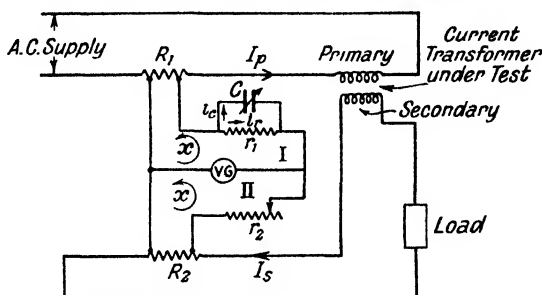 A.C. Supply
R1
Ip
Primary
Current
Transformer
under Test
Secondary
C
ic
ir
r1
I
x
VG
x
II
r2
R2
Is
Load